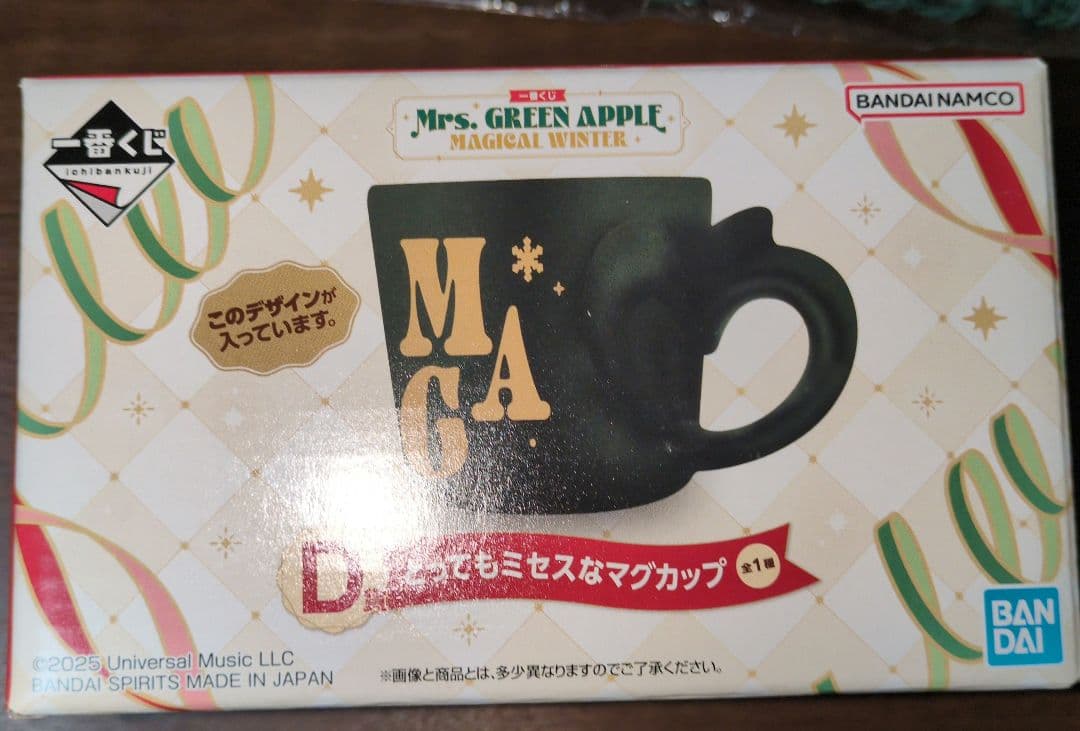 一番くじ
ichibankuji
一番くじ
Mrs. GREEN APPLE
MAGICAL WINTER
BANDAI NAMCO
このデザインが
入っています。
M
A
G
D賞
とってもミセスなマグカップ
全1種
BAN
DAI
©2025 Universal Music LLC
BANDAI SPIRITS MADE IN JAPAN
※画像と商品とは、多少異なりますのでご了承ください。